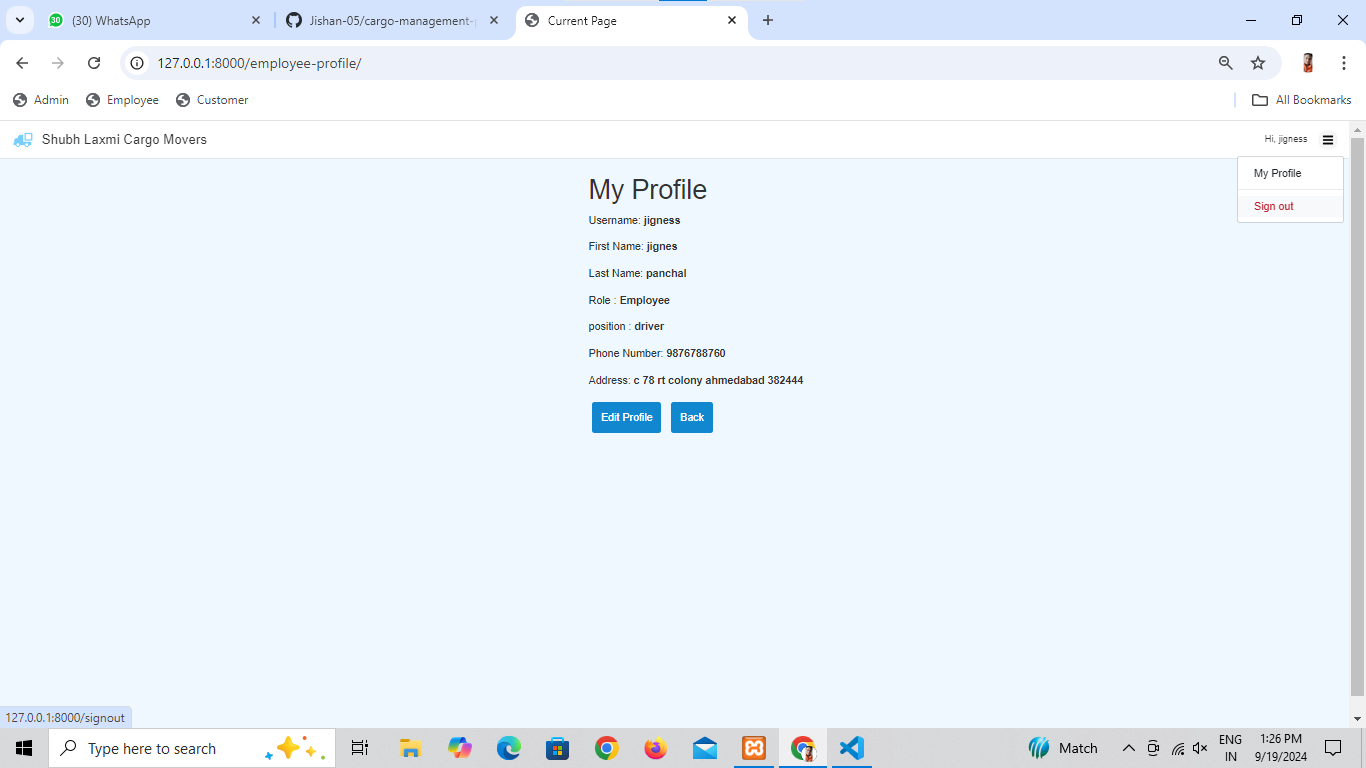 30
(30) WhatsApp
Jishan-05/cargo-management-
Current Page
127.0.0.1:8000/employee-profile/
Admin
Employee
Customer
All Bookmarks
Shubh Laxmi Cargo Movers
Hi, jigness
My Profile
Sign out
My Profile
Username: jigness
First Name: jignes
Last Name: panchal
Role : Employee
position : driver
Phone Number: 9876788760
Address: c 78 rt colony ahmedabad 382444
Edit Profile
Back
127.0.0.1:8000/signout
Type here to search
Match
ENG
IN
1:26 PM
9/19/2024